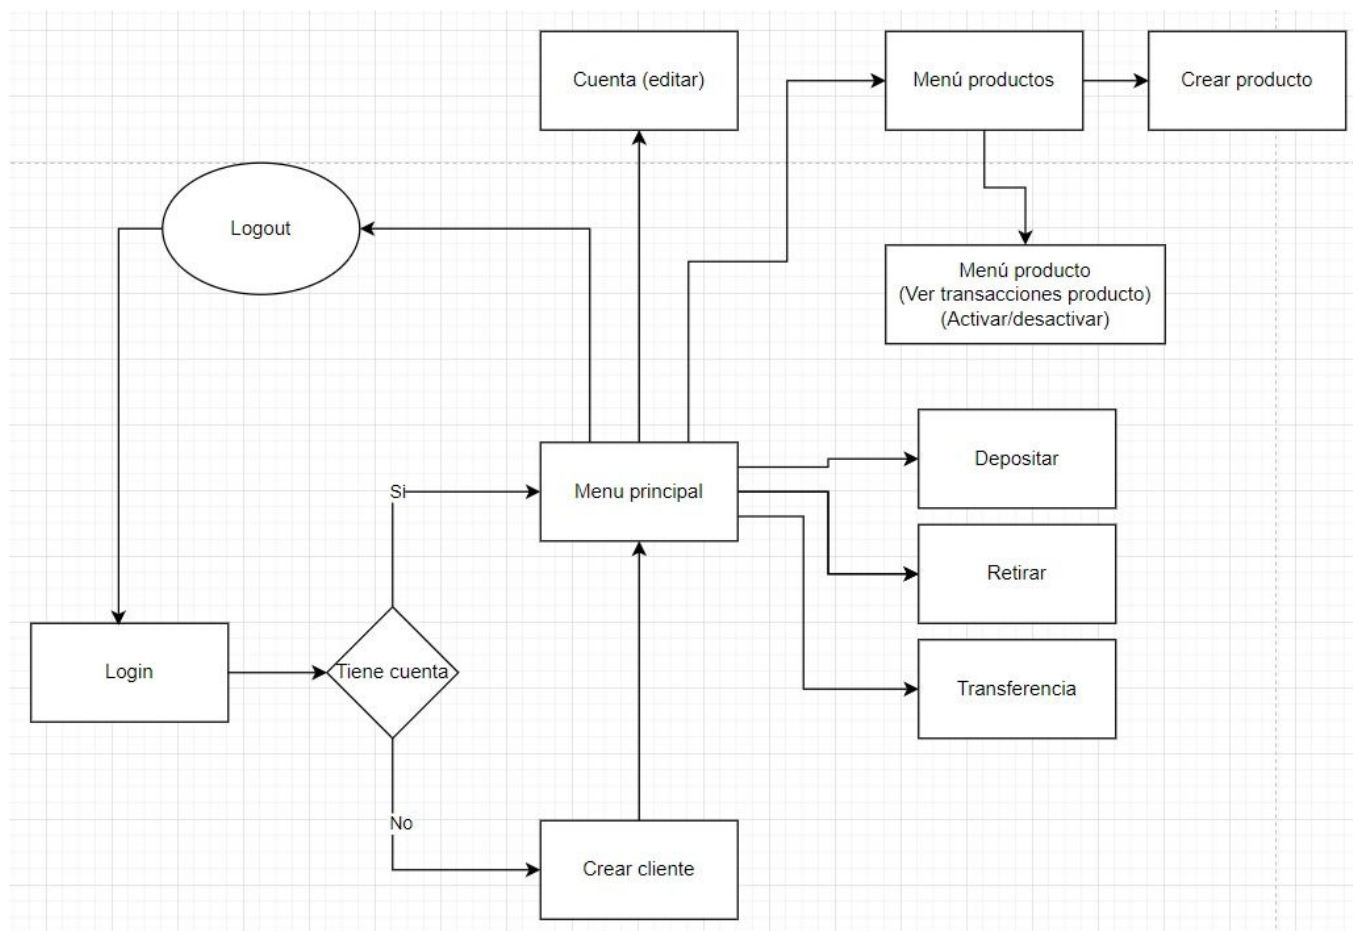 Cuenta (editar)
Menú productos
Crear producto
Logout
Menú producto
(Ver transacciones producto)
(Activar/desactivar)
Depositar
Si
Menu principal
Retirar
Login
Tiene cuenta
Transferencia
No
Crear cliente